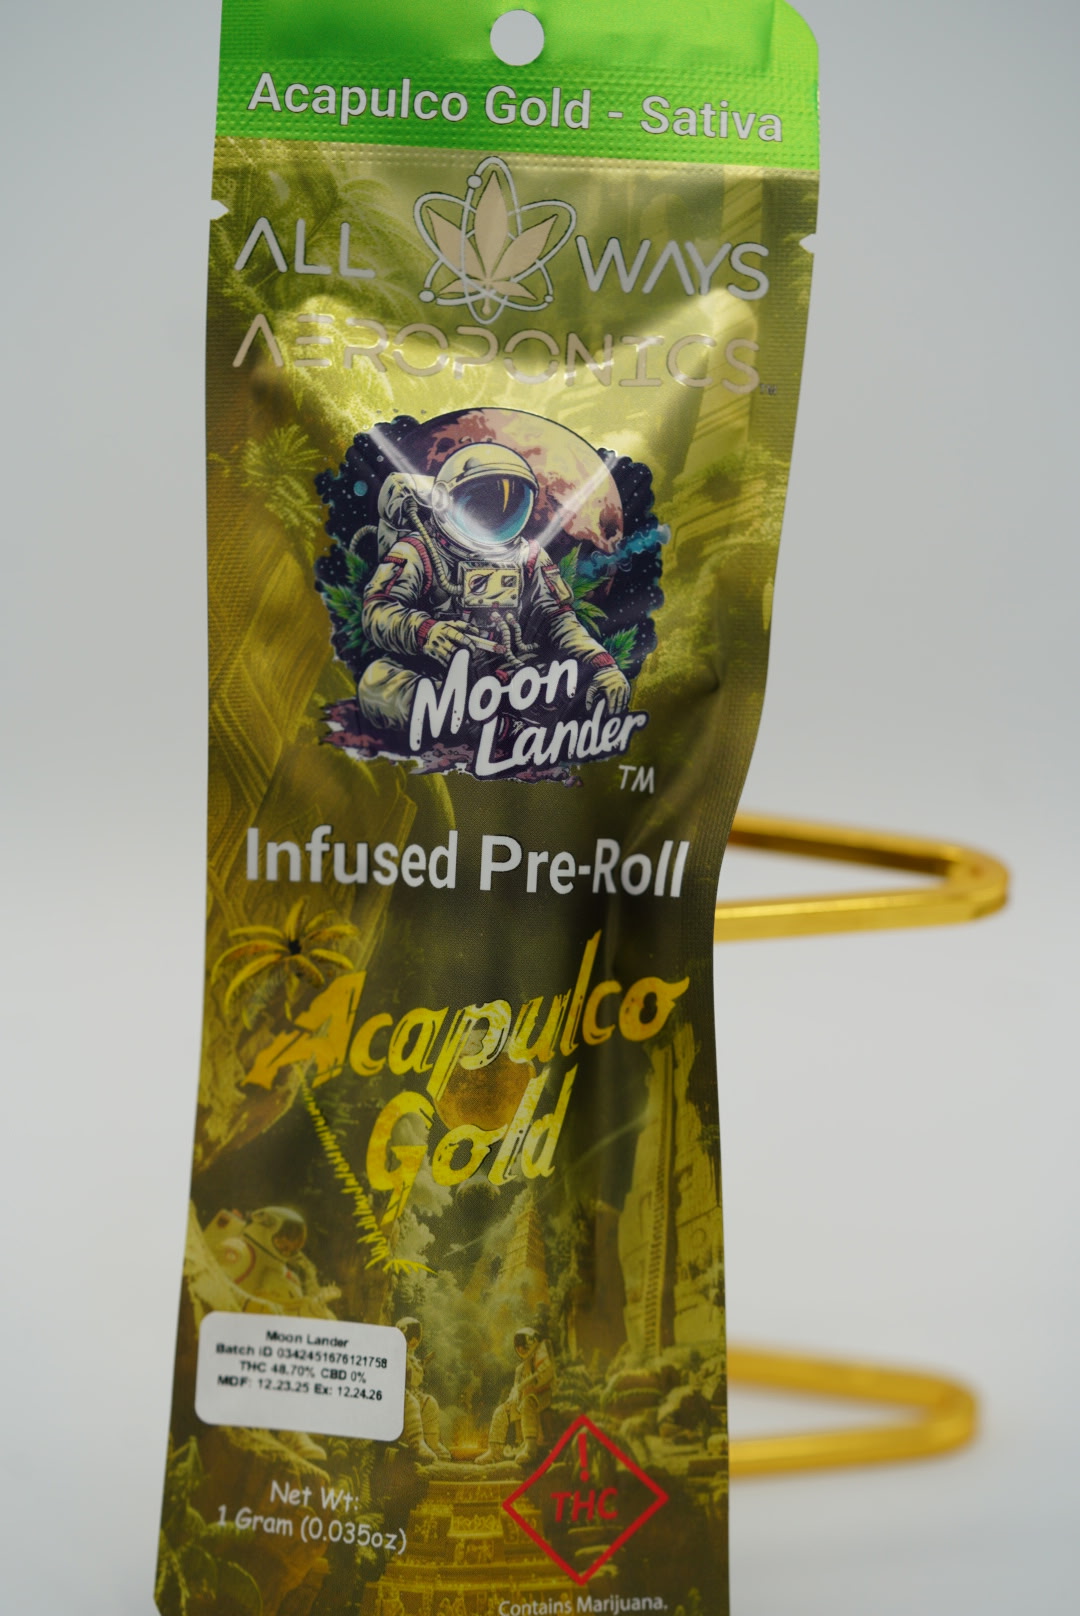 Acapulco Gold - Sativa
ALL WAYS
AEROPONICS
Moon
Lander
TM
Infused Pre-Roll
Acapulco
Gold
Moon Lander
Batch ID 0342451676121758
THC 48.70% CBD 0%
MDF: 12.23.25 Ex: 12.24.26
Net Wt:
1 Gram (0.035oz)
!
THC
Contains Marijuana.